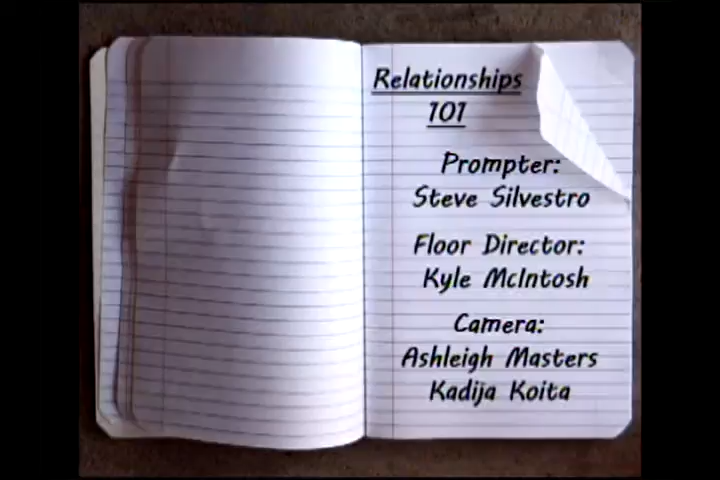 Relationships
101
Prompter:
Steve Silvestro
Floor Director:
Kyle McIntosh
Camera:
Ashleigh Masters
Kadija Koita